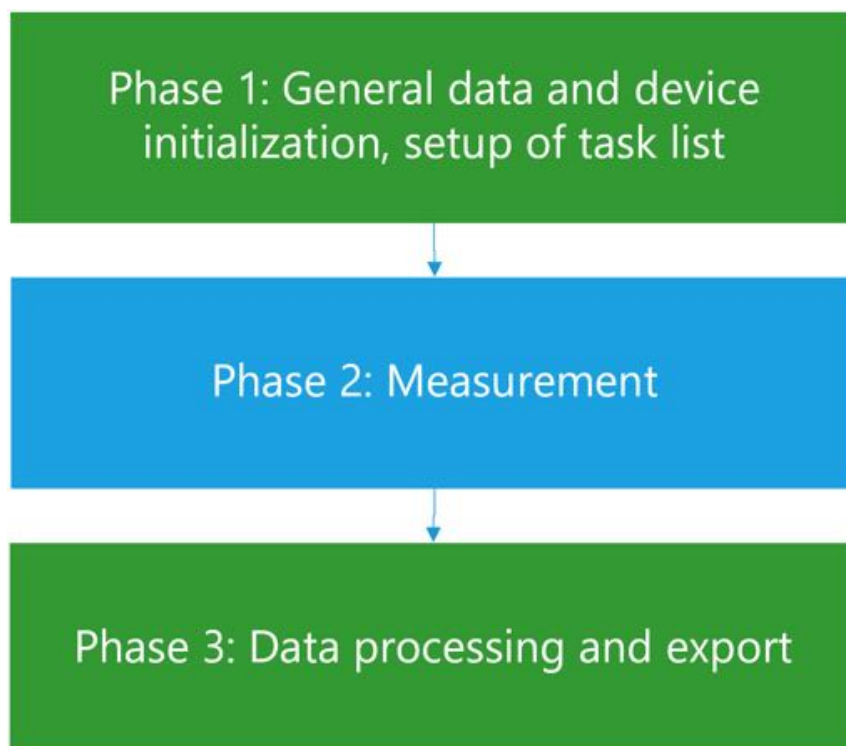 Phase 1: General data and device
initialization, setup of task list
Phase 2: Measurement
Phase 3: Data processing and export